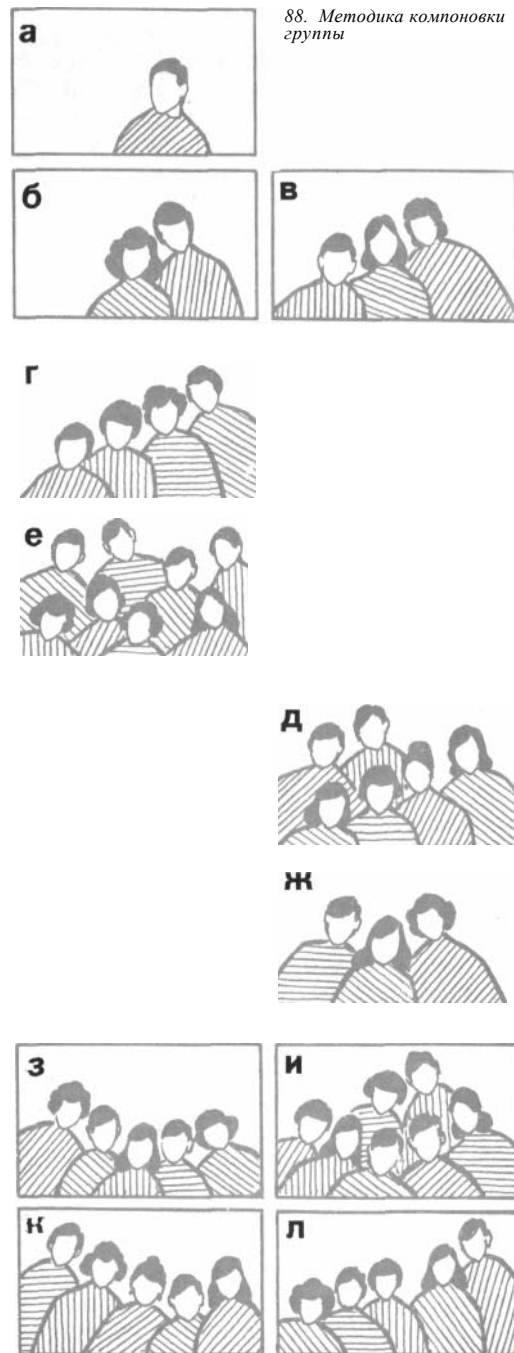 88. Методика компоновки
группы
а
б
в
г
е
д
ж
з
и
к
л